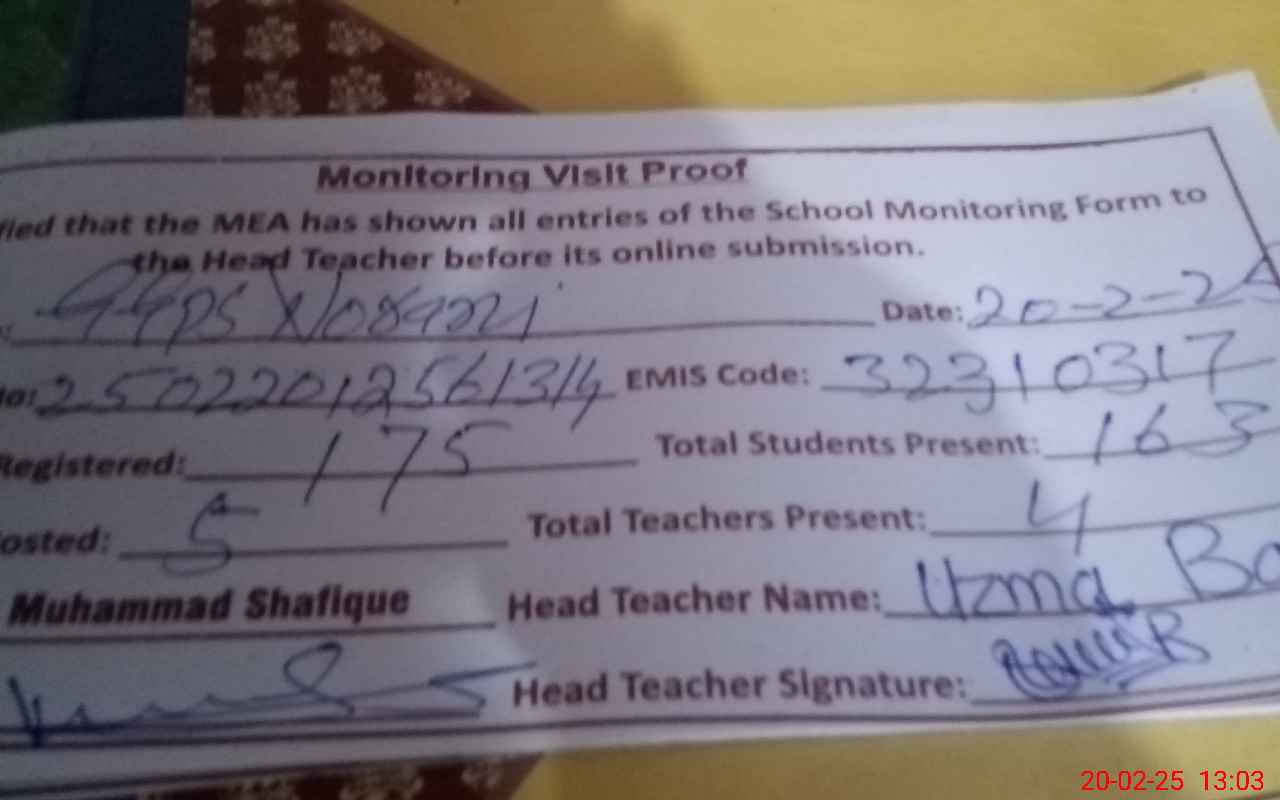 Monitoring Visit Proof
fied that the MEA has shown all entries of the School Monitoring Form to
the Head Teacher before its online submission.
GGPS Date: 20-2-25
No: 250222012561314 EMIS Code: 32310317
Registered: 175 Total Students Present: 163
osted: 5 Total Teachers Present: 4
Muhammad Shafique Head Teacher Name: Uzma
Head Teacher Signature:
20-02-25 13:03